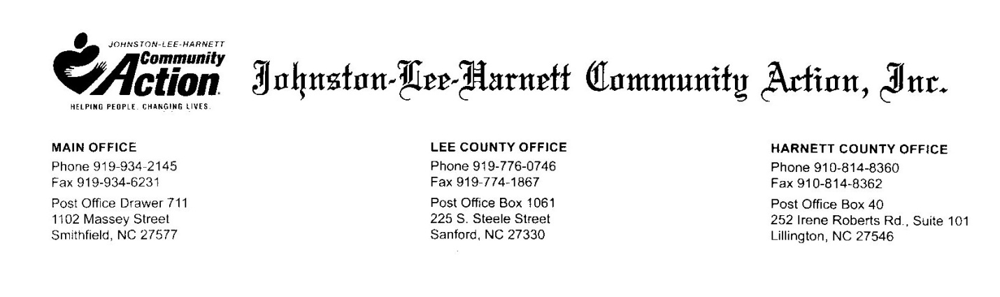 JOHNSTON-LEE-HARNETT
Community
Action.
HELPING PEOPLE. CHANGING LIVES.
Johnston-Lee-Harnett Community Action, Inc.
MAIN OFFICE
Phone 919-934-2145
Fax 919-934-6231
Post Office Drawer 711
1102 Massey Street
Smithfield, NC 27577
LEE COUNTY OFFICE
Phone 919-776-0746
Fax 919-774-1867
Post Office Box 1061
225 S. Steele Street
Sanford, NC 27330
HARNETT COUNTY OFFICE
Phone 910-814-8360
Fax 910-814-8362
Post Office Box 40
252 Irene Roberts Rd., Suite 101
Lillington, NC 27546